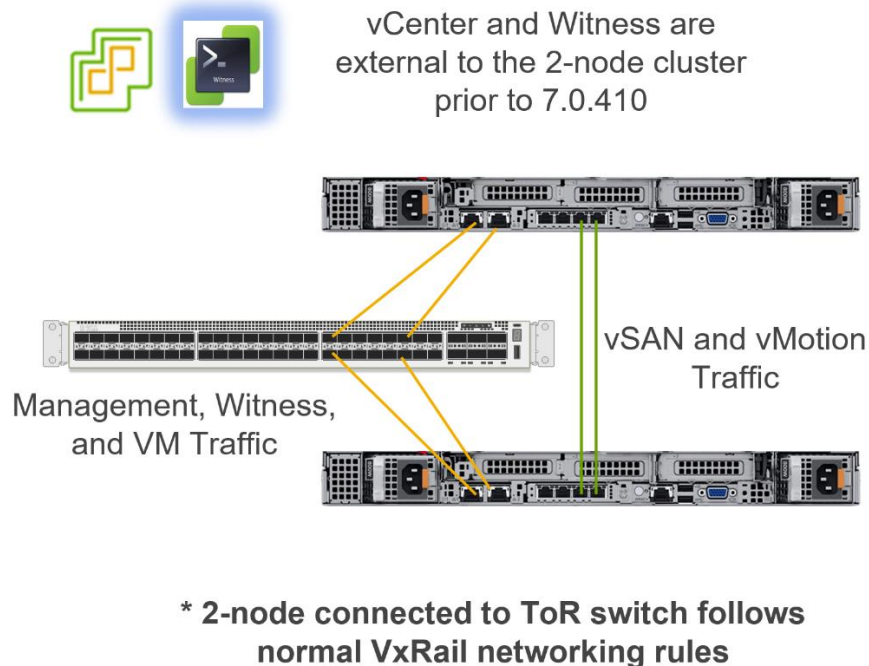 vCenter and Witness are
external to the 2-node cluster
prior to 7.0.410
>_
Witness
vSAN and vMotion
Traffic
Management, Witness,
and VM Traffic
* 2-node connected to ToR switch follows
normal VxRail networking rules